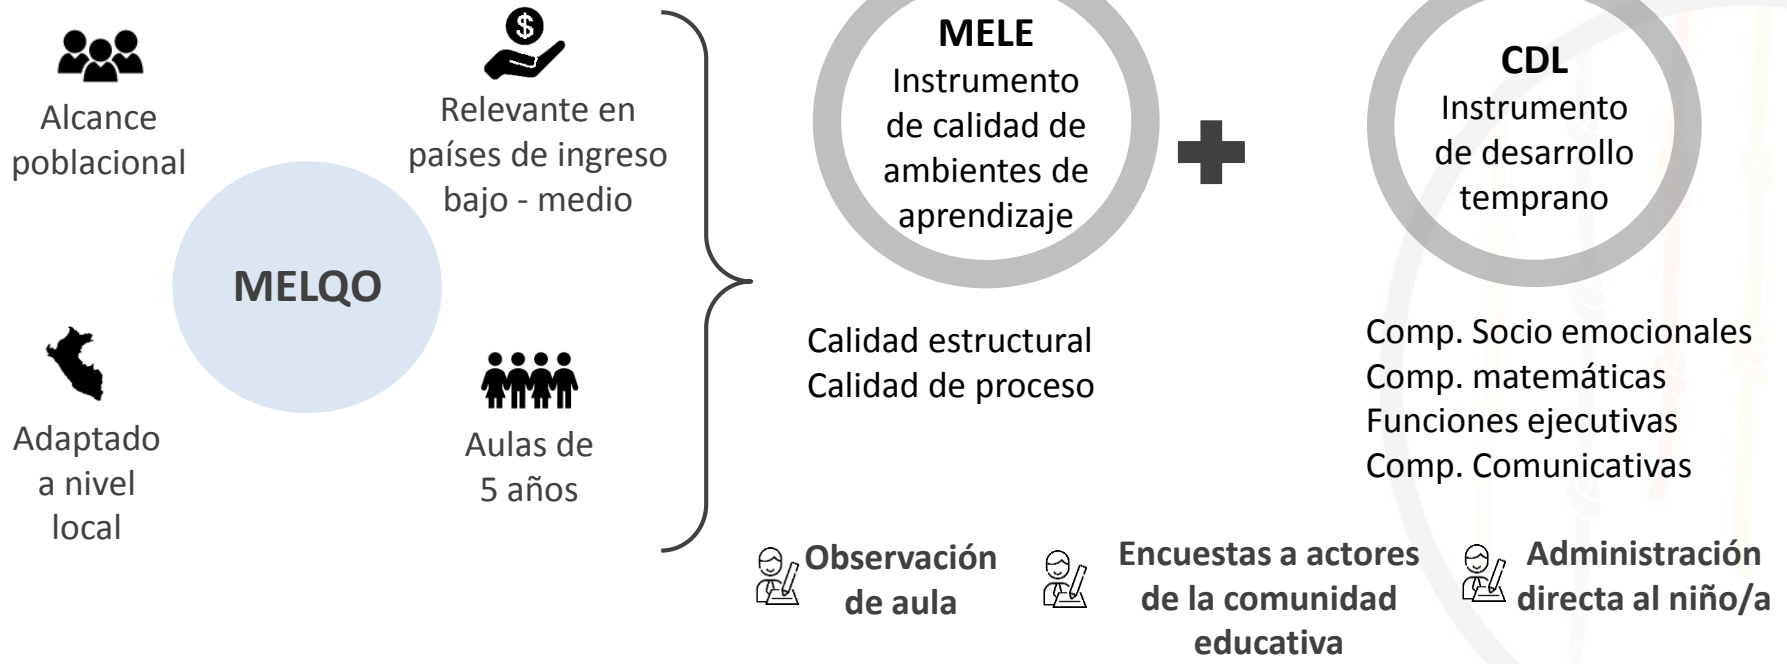 Alcance
poblacional
Relevante en
países de ingreso
bajo - medio
MELQO
Adaptado
a nivel
local
Aulas de
5 años
MELE
Instrumento
de calidad de
ambientes de
aprendizaje
CDL
Instrumento
de desarrollo
temprano
Calidad estructural
Calidad de proceso
Comp. Socio emocionales
Comp. matemáticas
Funciones ejecutivas
Comp. Comunicativas
Observación
de aula
Encuestas a actores
de la comunidad
educativa
Administración
directa al niño/a